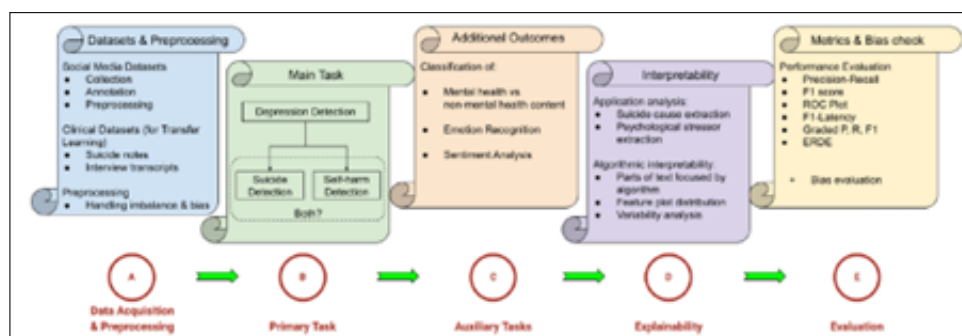 Datasets & Preprocessing
Social Media Datasets
● Collection
● Annotation
● Preprocessing
Clinical Datasets (for Transfer
Learning)
● Suicide notes
● Interview transcripts
Preprocessing
● Handling imbalance & bias
Main Task
Depression Detection
Suicide
Detection
Self-harm
Detection
Both?
Additional Outcomes
Classification of:
● Mental health vs
non-mental health content
● Emotion Recognition
● Sentiment Analysis
Interpretability
Application analysis:
● Suicide cause extraction
● Psychological stressor
extraction
Algorithmic interpretability:
● Parts of text focused by
algorithm
● Feature plot distribution
● Variability analysis
Metrics & Bias check
Performance Evaluation
● Precision-Recall
● F1 score
● ROC Plot
● F1-Latency
● Graded P, R, F1
● ERDE
• Bias evaluation
A
Data Acquisition
& Preprocessing
B
Primary Task
C
Auxiliary Tasks
D
Explainability
E
Evaluation